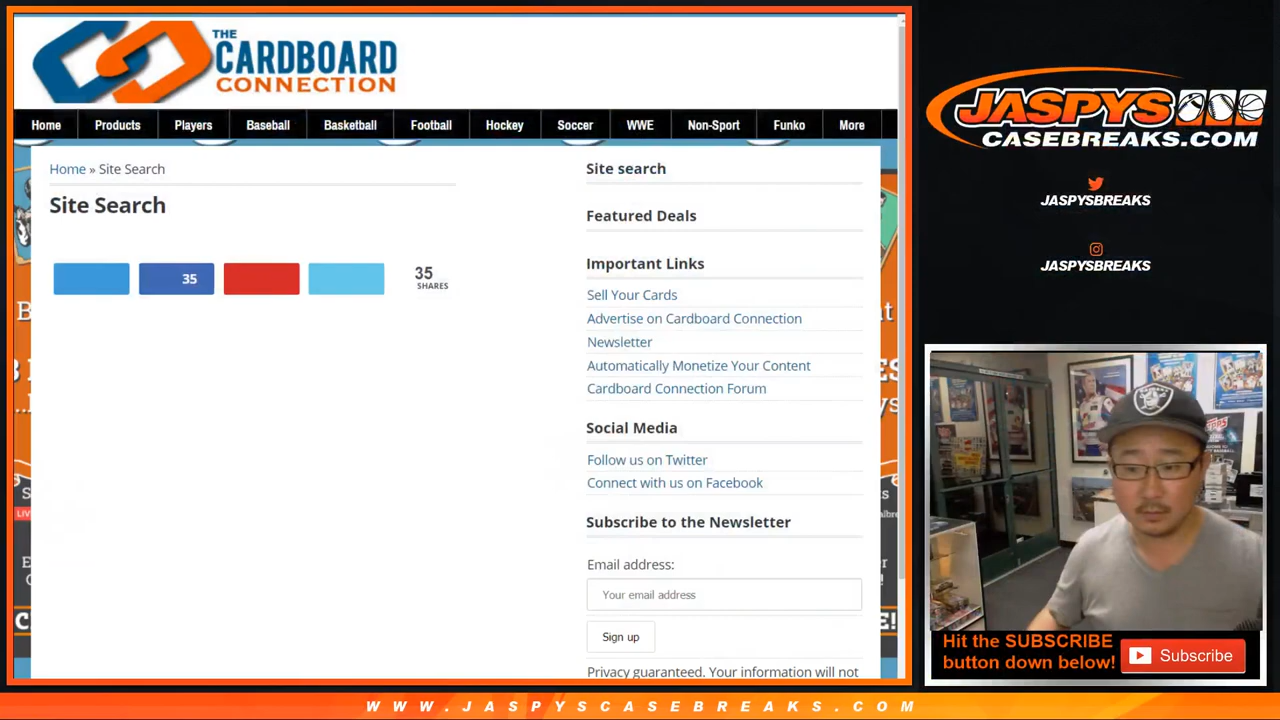 THE
CARDBOARD
CONNECTION
Home Products Players Baseball Basketball Football Hockey Soccer WWE Non-Sport Funko More
Home » Site Search
Site Search
35
35
SHARES
Site search
Featured Deals
Important Links
Sell Your Cards
Advertise on Cardboard Connection
Newsletter
Automatically Monetize Your Content
Cardboard Connection Forum
Social Media
Follow us on Twitter
Connect with us on Facebook
Subscribe to the Newsletter
Email address:
Your email address
Sign up
Privacy guaranteed. Your information will not
JASPYS
CASEBREAKS.COM
JASPYSBREAKS
JASPYSBREAKS
Hit the SUBSCRIBE
button down below!
Subscribe
WWW.JASPYSCASEBREAKS.COM